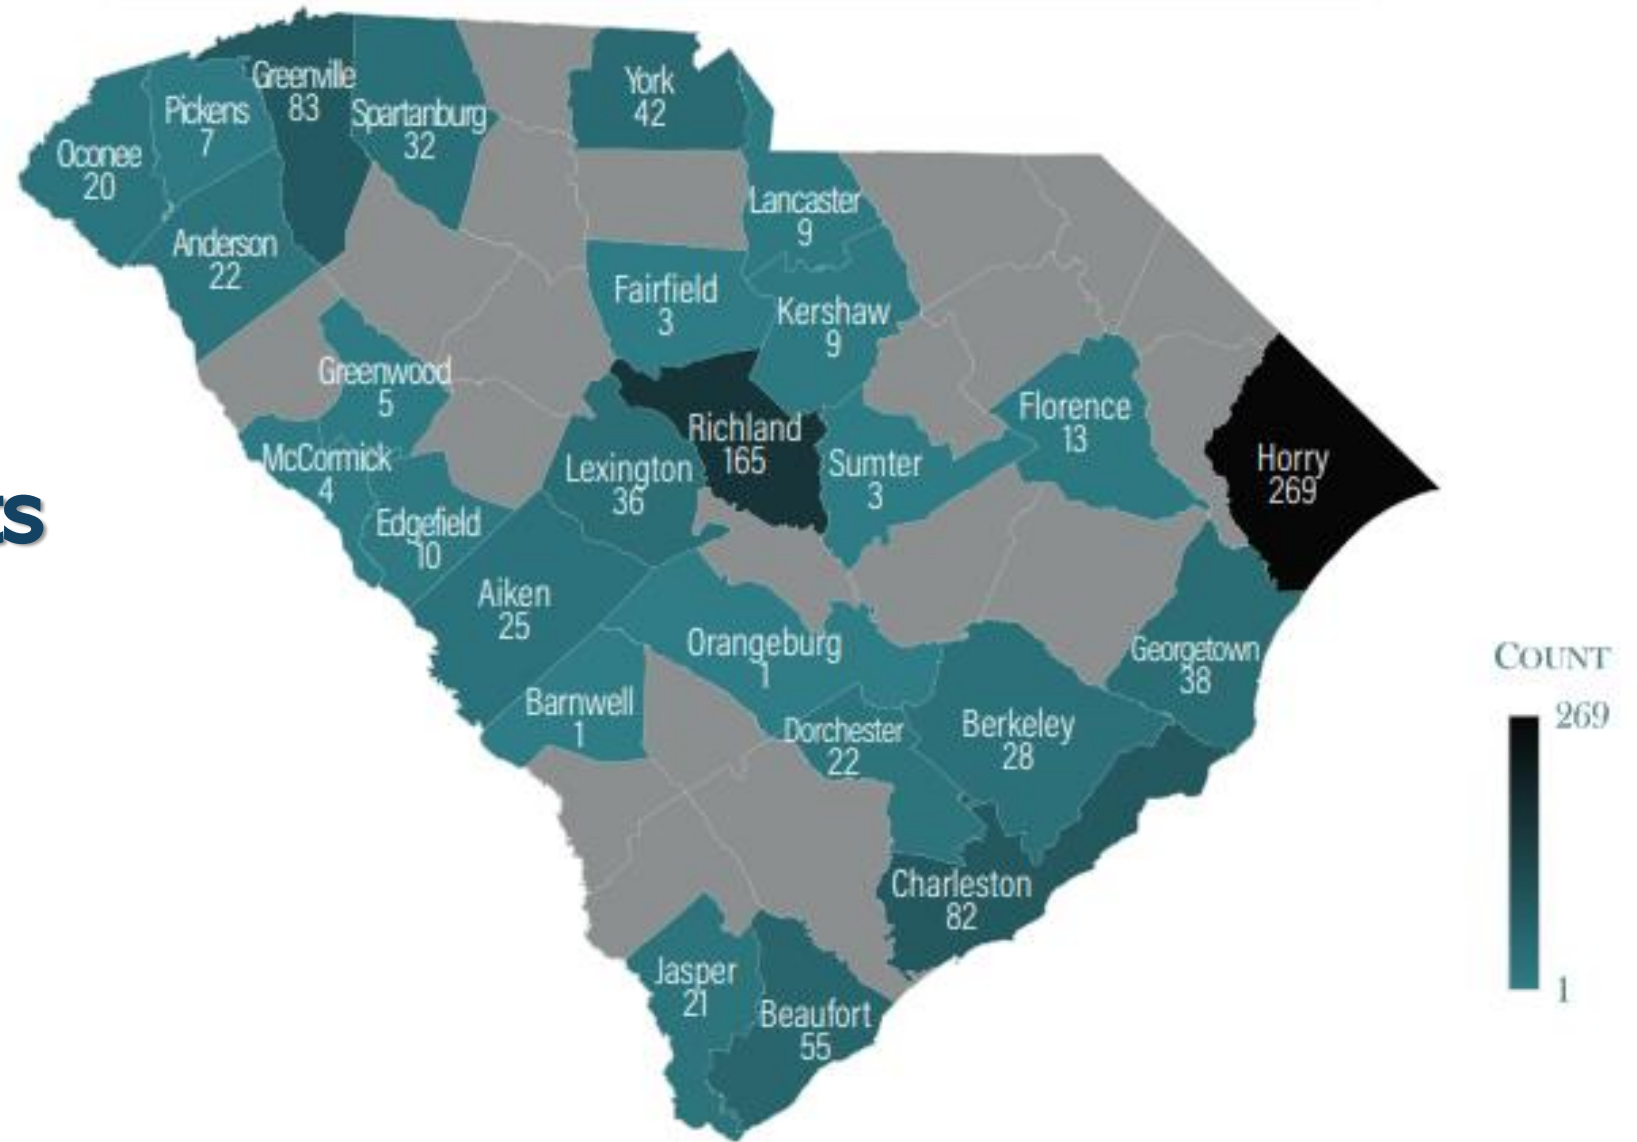 Greenville
83
Spartanburg
32
York
42
Pickens
7
Oconee
20
Anderson
22
Lancaster
9
Fairfield
3
Kershaw
9
Greenwood
5
McCormick
4
Edgefield
10
Lexington
36
Richland
165
Sumter
3
Florence
13
Horry
269
ts
Aiken
25
Orangeburg
1
Georgetown
38
Barnwell
1
Dorchester
22
Berkeley
28
Charleston
82
Jasper
21
Beaufort
55
COUNT
269
1